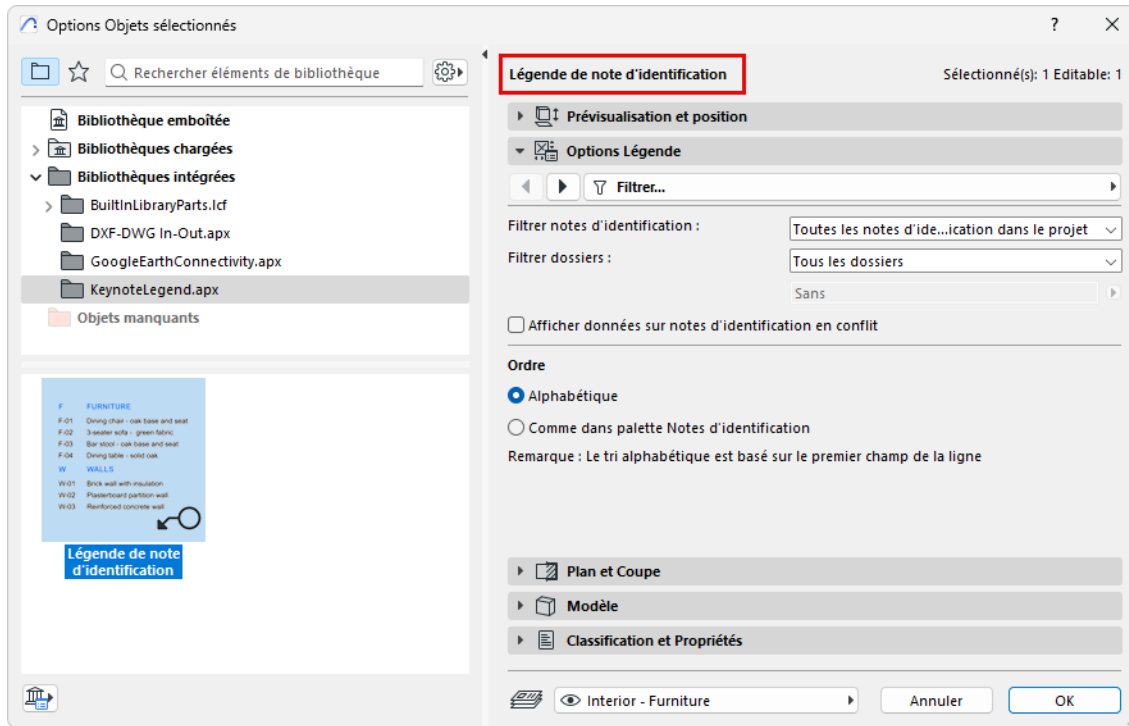 Options Objets sélectionnés
?
Rechercher éléments de bibliothèque
Bibliothèque emboîtée
Bibliothèques chargées
Bibliothèques intégrées
BuiltInLibraryParts.lcf
DXF-DWG In-Out.apx
GoogleEarthConnectivity.apx
KeynoteLegend.apx
Objets manquants
F FURNITURE
F-01 Dining chair - oak base and seat
F-02 3-seater sofa - green fabric
F-03 Bar stool - oak base and seat
F-04 Dining table - solid oak
W WALLS
W-01 Brick wall with insulation
W-02 Plasterboard partition wall
W-03 Reinforced concrete wall
Légende de note
d'identification
Légende de note d'identification
Sélectionné(s): 1 Editable: 1
Prévisualisation et position
Options Légende
Filtrer...
Filtrer notes d'identification :
Toutes les notes d'ide...ication dans le projet
Filtrer dossiers :
Tous les dossiers
Sans
Afficher données sur notes d'identification en conflit
Ordre
Alphabétique
Comme dans palette Notes d'identification
Remarque : Le tri alphabétique est basé sur le premier champ de la ligne
Plan et Coupe
Modèle
Classification et Propriétés
Interior - Furniture
Annuler
OK